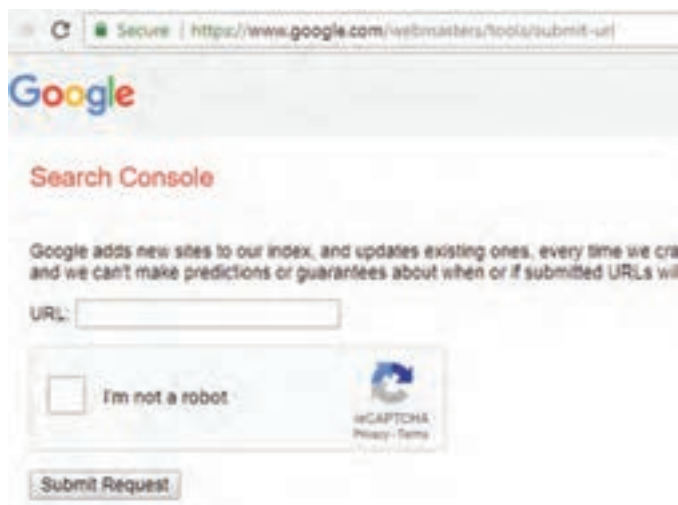 Secure | https://www.google.com/webmasters/tools/submit-url
Google
Search Console
Google adds new sites to our index, and updates existing ones, every time we cra
and we can't make predictions or guarantees about when or if submitted URLs wil
URL:
I'm not a robot
reCAPTCHA
Privacy - Terms
Submit Request